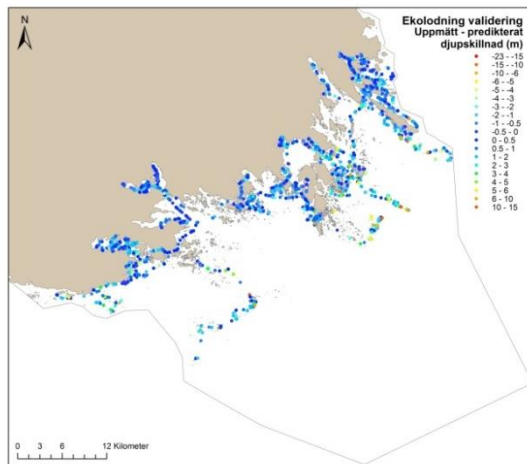 N
Ekolodning validering
Uppmätt - predikterat
djupskillnad (m)
-23 - -15
-15 - -10
-10 - -6
-6 - -5
-5 - -4
-4 - -3
-3 - -2
-2 - -1
-1 - -0.5
-0.5 - 0
0 - 0.5
0.5 - 1
1 - 2
2 - 3
3 - 4
4 - 5
5 - 6
6 - 10
10 - 15
0 3 6 12 Kilometer